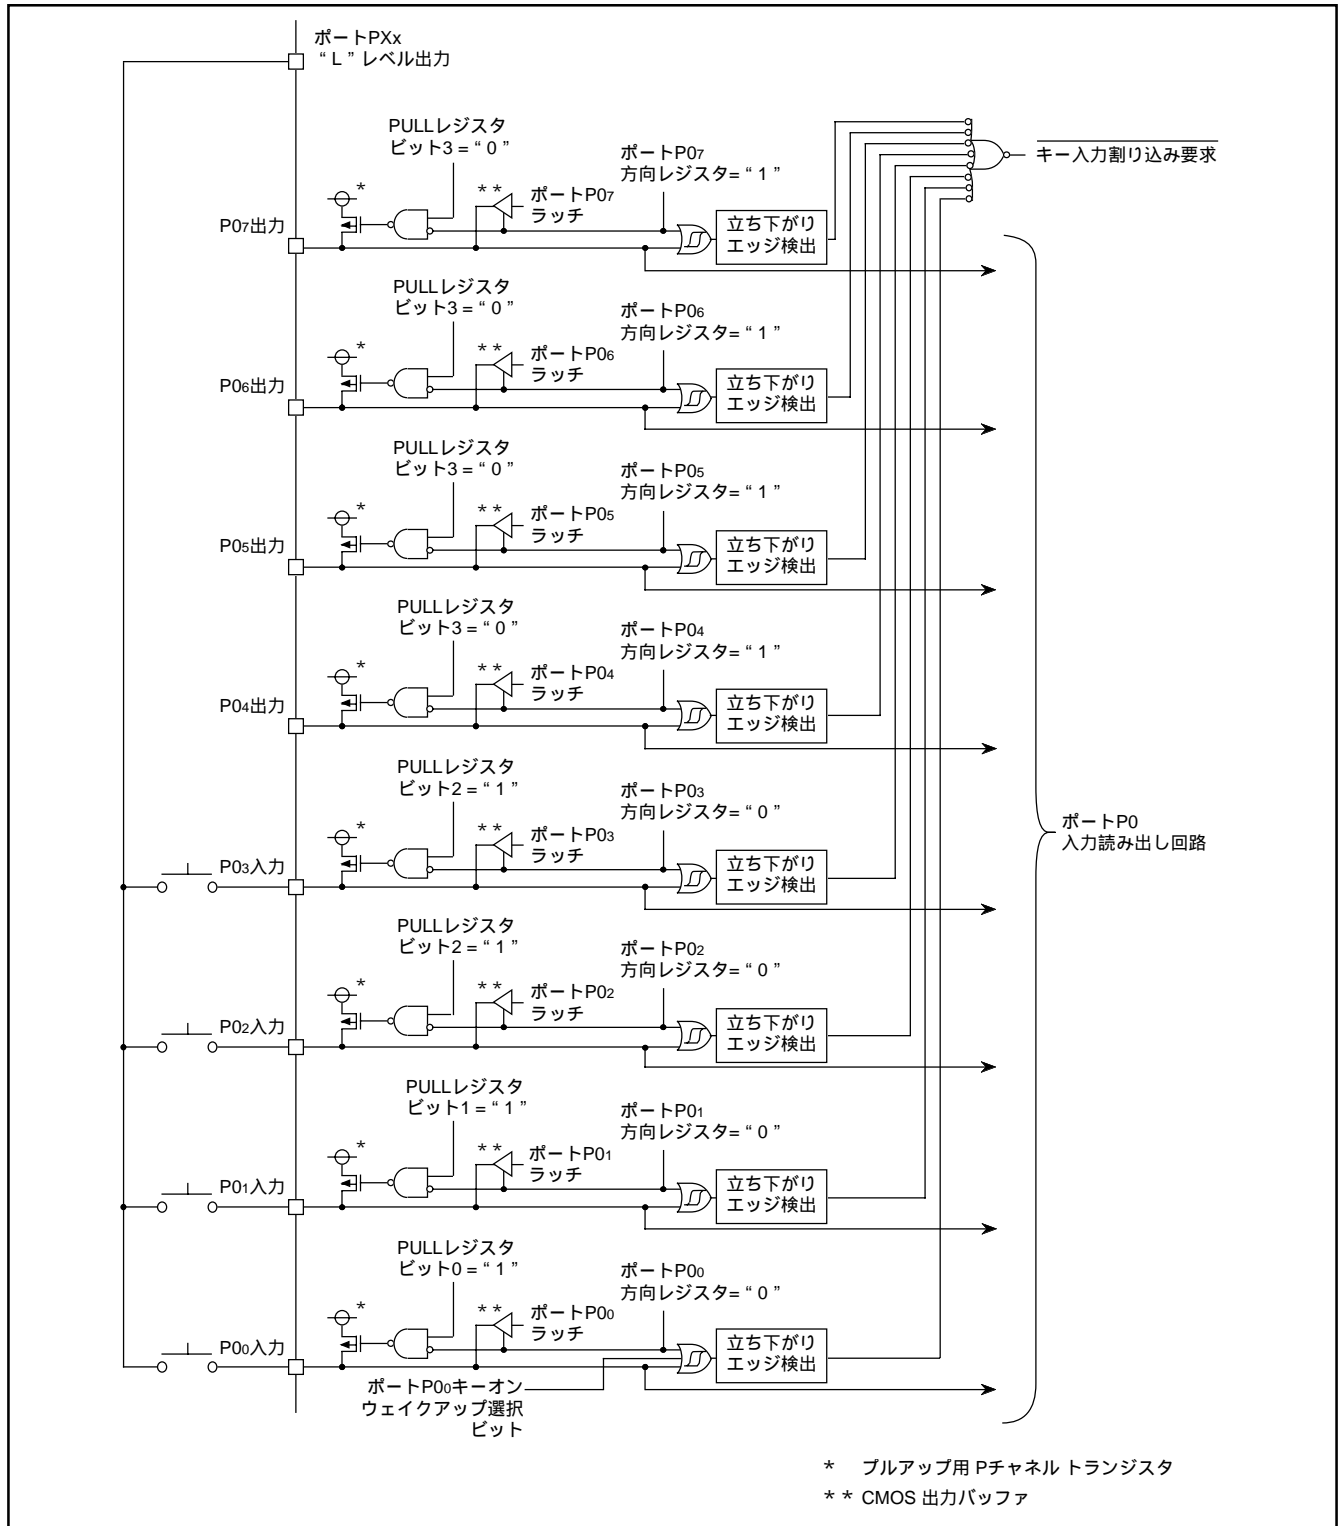 ポートPXx
“ L ” レベル出力
PULLレジスタ
ビット3 = “ 0 ”
キー入力割り込み要求
ポートP07
方向レジスタ= “ 1 ”
*
* *
ポートP07
ラッチ
P07出力
立ち下がり
エッジ検出
PULLレジスタ
ビット3 = “ 0 ”
ポートP06
方向レジスタ= “ 1 ”
*
* *
ポートP06
ラッチ
P06出力
立ち下がり
エッジ検出
PULLレジスタ
ビット3 = “ 0 ”
ポートP05
方向レジスタ= “ 1 ”
*
* *
ポートP05
ラッチ
P05出力
立ち下がり
エッジ検出
PULLレジスタ
ビット3 = “ 0 ”
ポートP04
方向レジスタ= “ 1 ”
*
* *
ポートP04
ラッチ
P04出力
立ち下がり
エッジ検出
PULLレジスタ
ビット2 = “ 1 ”
ポートP03
方向レジスタ= “ 0 ”
*
* *
ポートP03
ラッチ
P03入力
立ち下がり
エッジ検出
ポートP0
入力読み出し回路
PULLレジスタ
ビット2 = “ 1 ”
ポートP02
方向レジスタ= “ 0 ”
*
* *
ポートP02
ラッチ
P02入力
立ち下がり
エッジ検出
PULLレジスタ
ビット1 = “ 1 ”
ポートP01
方向レジスタ= “ 0 ”
*
* *
ポートP01
ラッチ
P01入力
立ち下がり
エッジ検出
PULLレジスタ
ビット0 = “ 1 ”
ポートP00
方向レジスタ= “ 0 ”
*
* *
ポートP00
ラッチ
P00入力
立ち下がり
エッジ検出
ポートP00キーオン
ウェイクアップ選択
ビット
* プルアップ用 Pチャネル トランジスタ
* * CMOS 出力バッファ